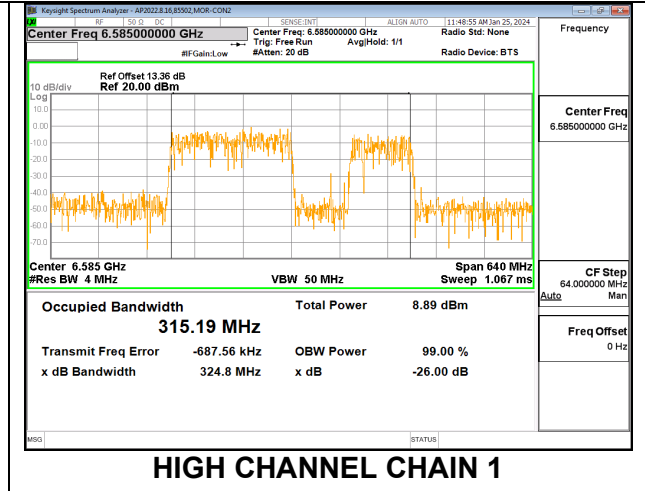 Keysight Spectrum Analyzer - AP2022.8.16,85502,MOR-CON2
RF 50 Ω DC SENSE:INT ALIGN AUTO 11:48:55 AM Jan 25, 2024
Center Freq 6.585000000 GHz
Center Freq: 6.585000000 GHz
Radio Std: None
Trig: Free Run Avg|Hold: 1/1
#IFGain:Low
#Atten: 20 dB
Radio Device: BTS
Frequency
Ref Offset 13.36 dB
10 dB/div Ref 20.00 dBm
Log
10.0
0.00
-10.0
-20.0
-30.0
-40.0
-50.0
-60.0
-70.0
Center Freq
6.585000000 GHz
Center 6.585 GHz
Span 640 MHz
#Res BW 4 MHz
VBW 50 MHz
Sweep 1.067 ms
CF Step
64.000000 MHz
Auto Man
Occupied Bandwidth
Total Power 8.89 dBm
315.19 MHz
Freq Offset
0 Hz
Transmit Freq Error -687.56 kHz OBW Power 99.00 %
x dB Bandwidth 324.8 MHz x dB -26.00 dB
MSG
STATUS
HIGH CHANNEL CHAIN 1